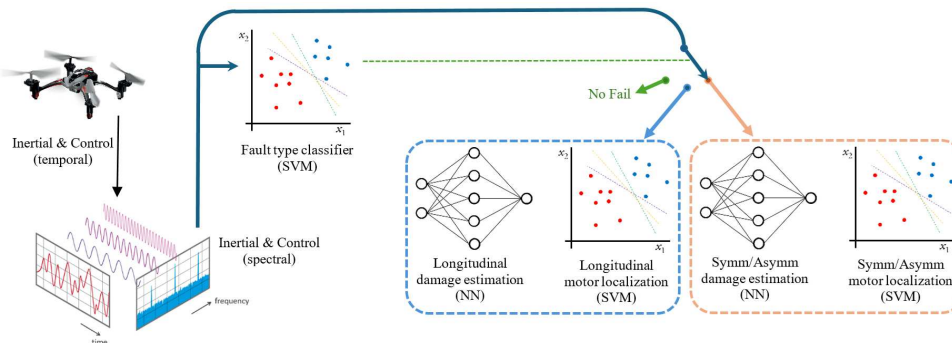 x2
x1
Fault type classifier
(SVM)
Inertial & Control
(temporal)
Inertial & Control
(spectral)
frequency
time
No Fail
Longitudinal
damage estimation
(NN)
x2
x1
Longitudinal
motor localization
(SVM)
Symm/Asymm
damage estimation
(NN)
x2
x1
Symm/Asymm
motor localization
(SVM)